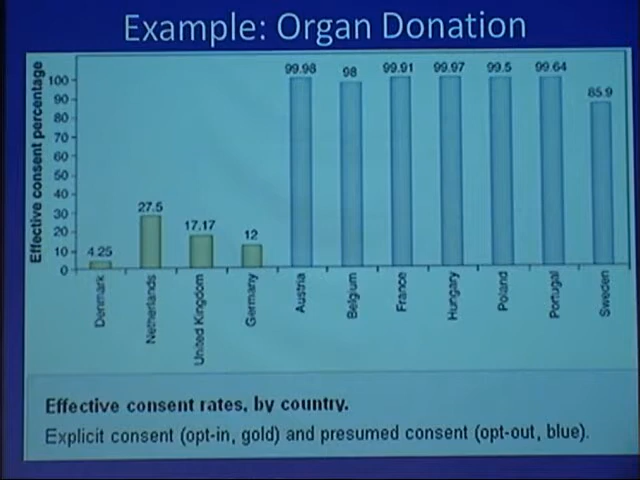 Example: Organ Donation
Effective consent percentage
100
90
80
70
60
50
40
30
20
10
0
4.25
27.5
17.17
12
99.98
98
99.91
99.97
99.5
99.64
85.9
Denmark
Netherlands
United Kingdom
Germany
Austria
Belgium
France
Hungary
Poland
Portugal
Sweden
Effective consent rates, by country.
Explicit consent (opt-in, gold) and presumed consent (opt-out, blue).